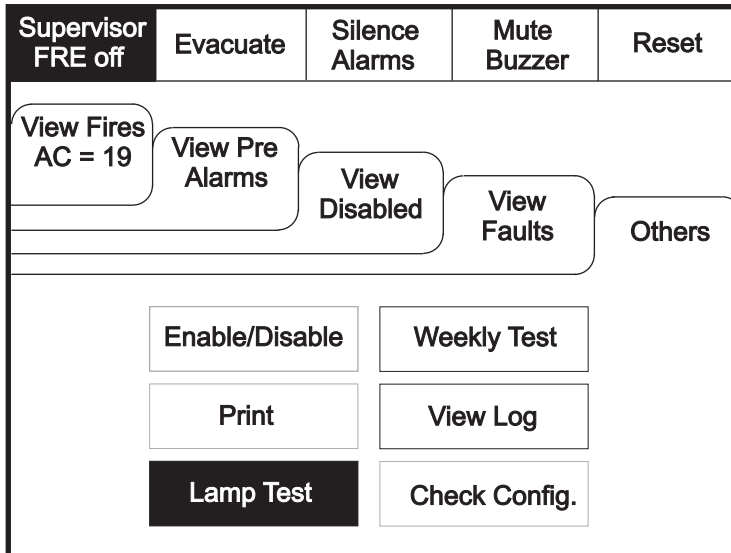 Supervisor
FRE off
Evacuate
Silence
Alarms
Mute
Buzzer
Reset
View Fires
AC = 19
View Pre
Alarms
View
Disabled
View
Faults
Others
Enable/Disable
Weekly Test
Print
View Log
Lamp Test
Check Config.